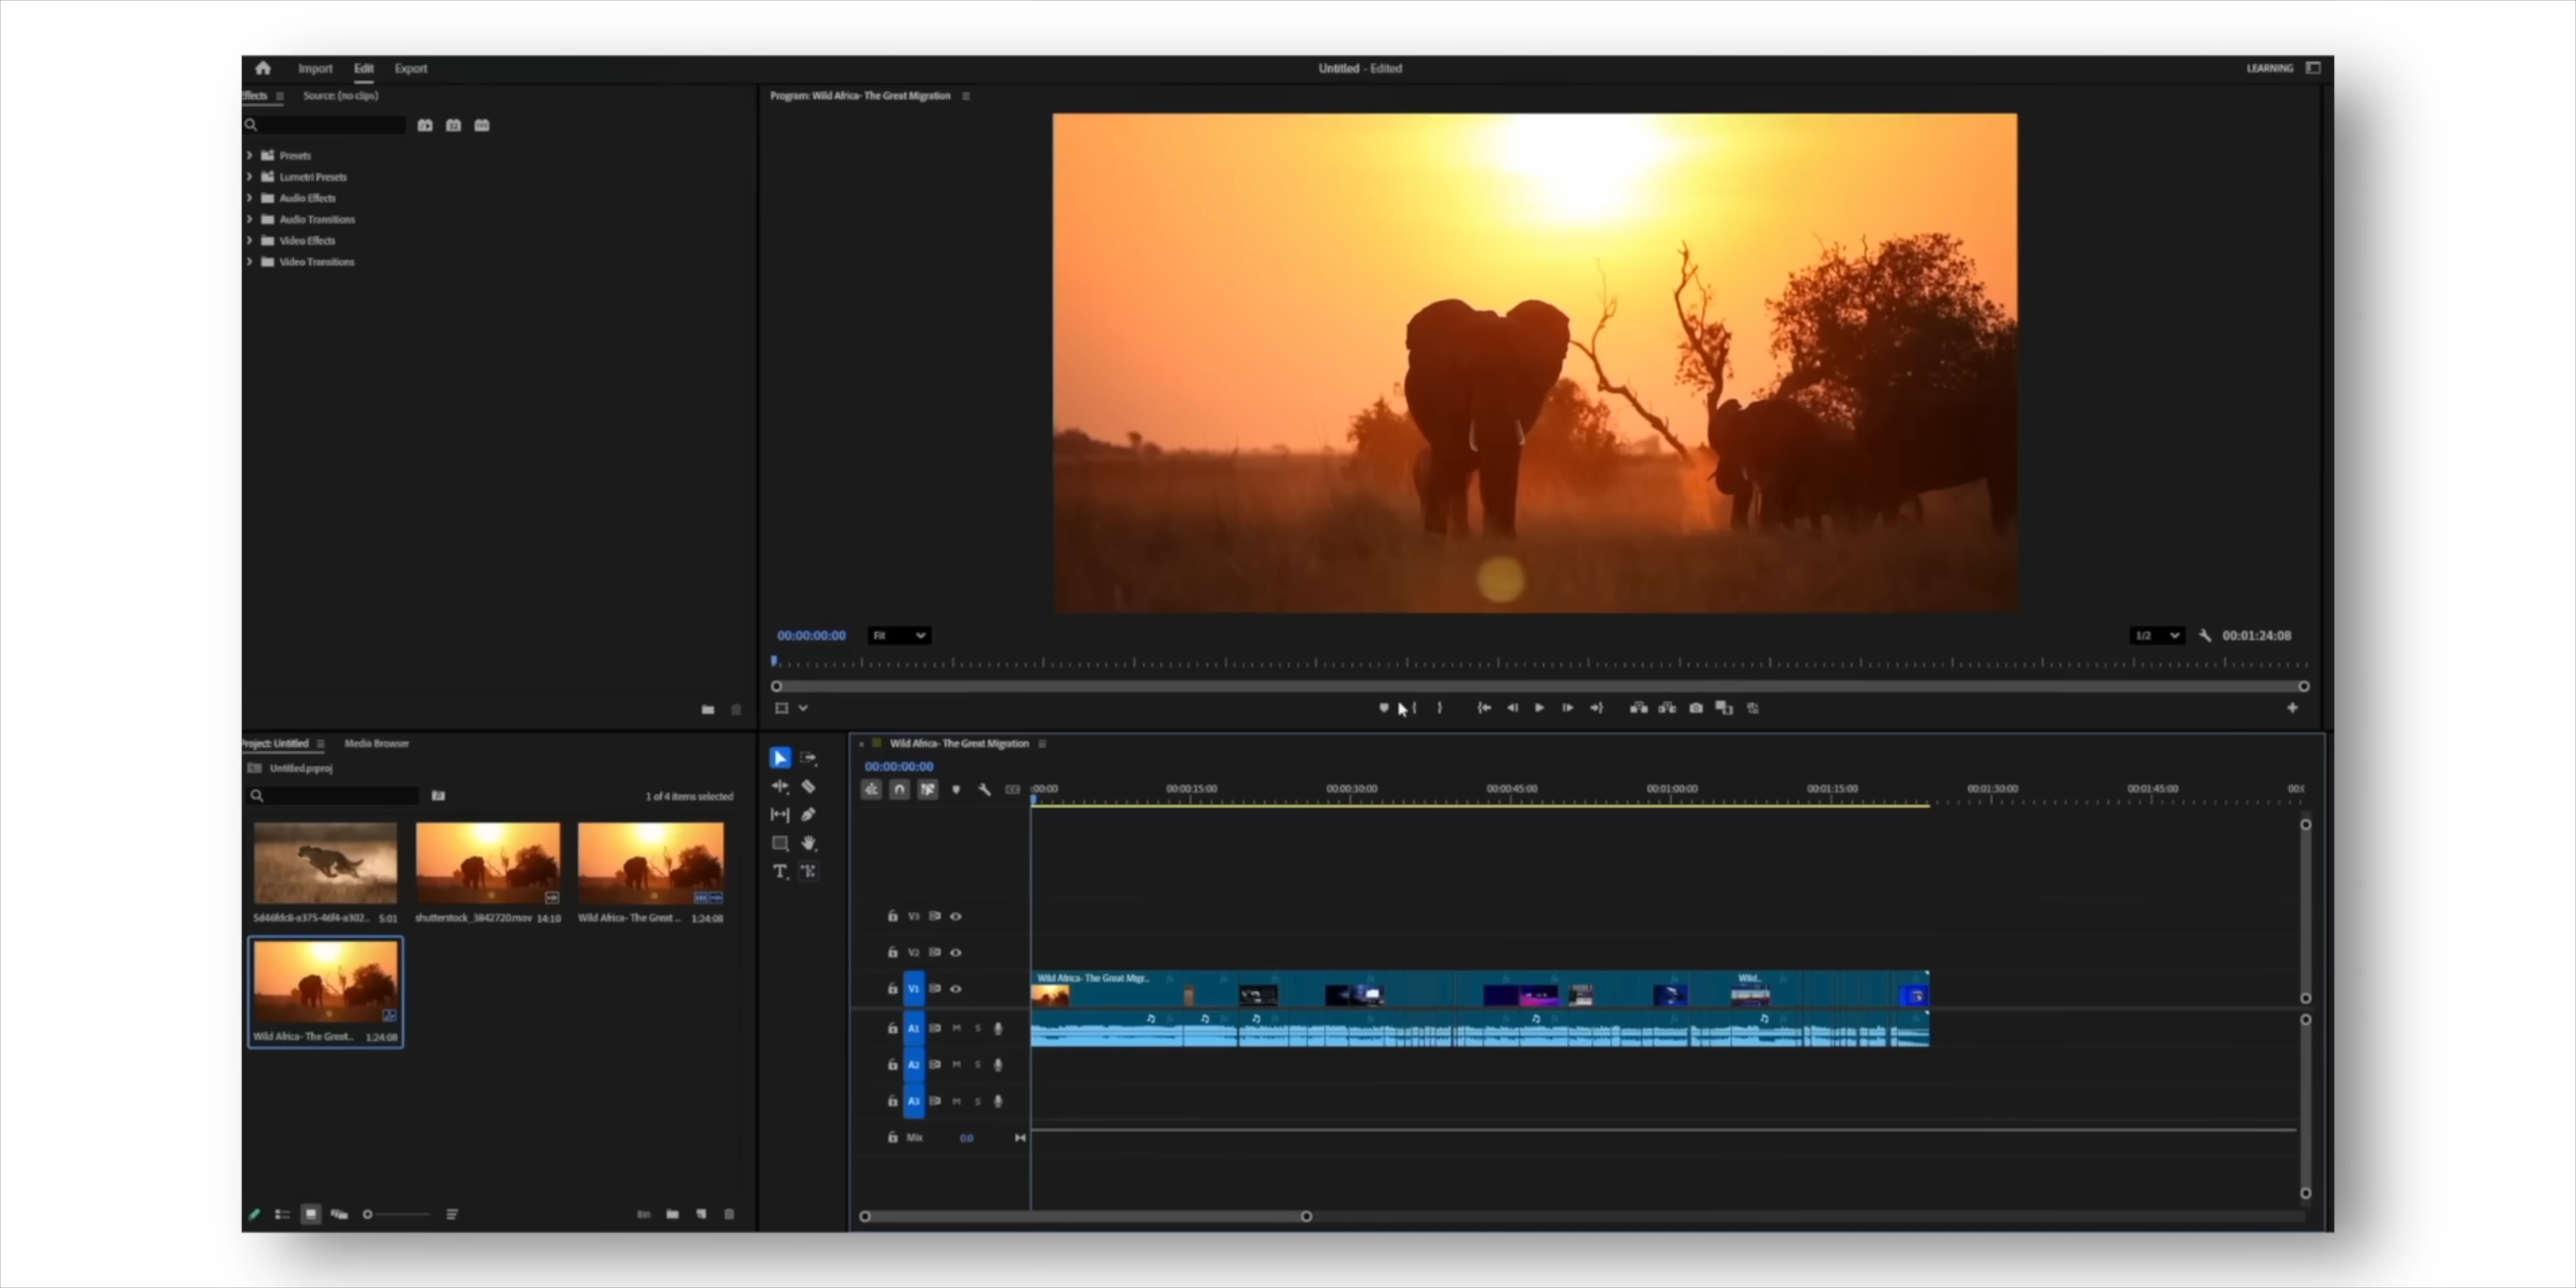 Import Edit Export
Untitled - Edited
LEARNING
Effects
Source: (no clips)
Presets
Lumetri Presets
Audio Effects
Audio Transitions
Video Effects
Video Transitions
Program: Wild Africa- The Great Migration
00:00:00:00
Fit
1/2
00:01:24:08
Project: Untitled
Media Browser
Untitled.prproj
1 of 4 items selected
5:01
shutterstock_3842720.mov 14:10
Wild Africa- The Great ... 1:24:08
Wild Africa- The Great... 1:24:08
Wild Africa- The Great Migration
00:00:00:00
:00:00 00:00:15:00 00:00:30:00 00:00:45:00 00:01:00:00 00:01:15:00 00:01:30:00 00:01:45:00
V3
V2
V1
Wild Africa- The Great Migr...
Wild...
A1 M S
A2 M S
A3 M S
Mix 0.0